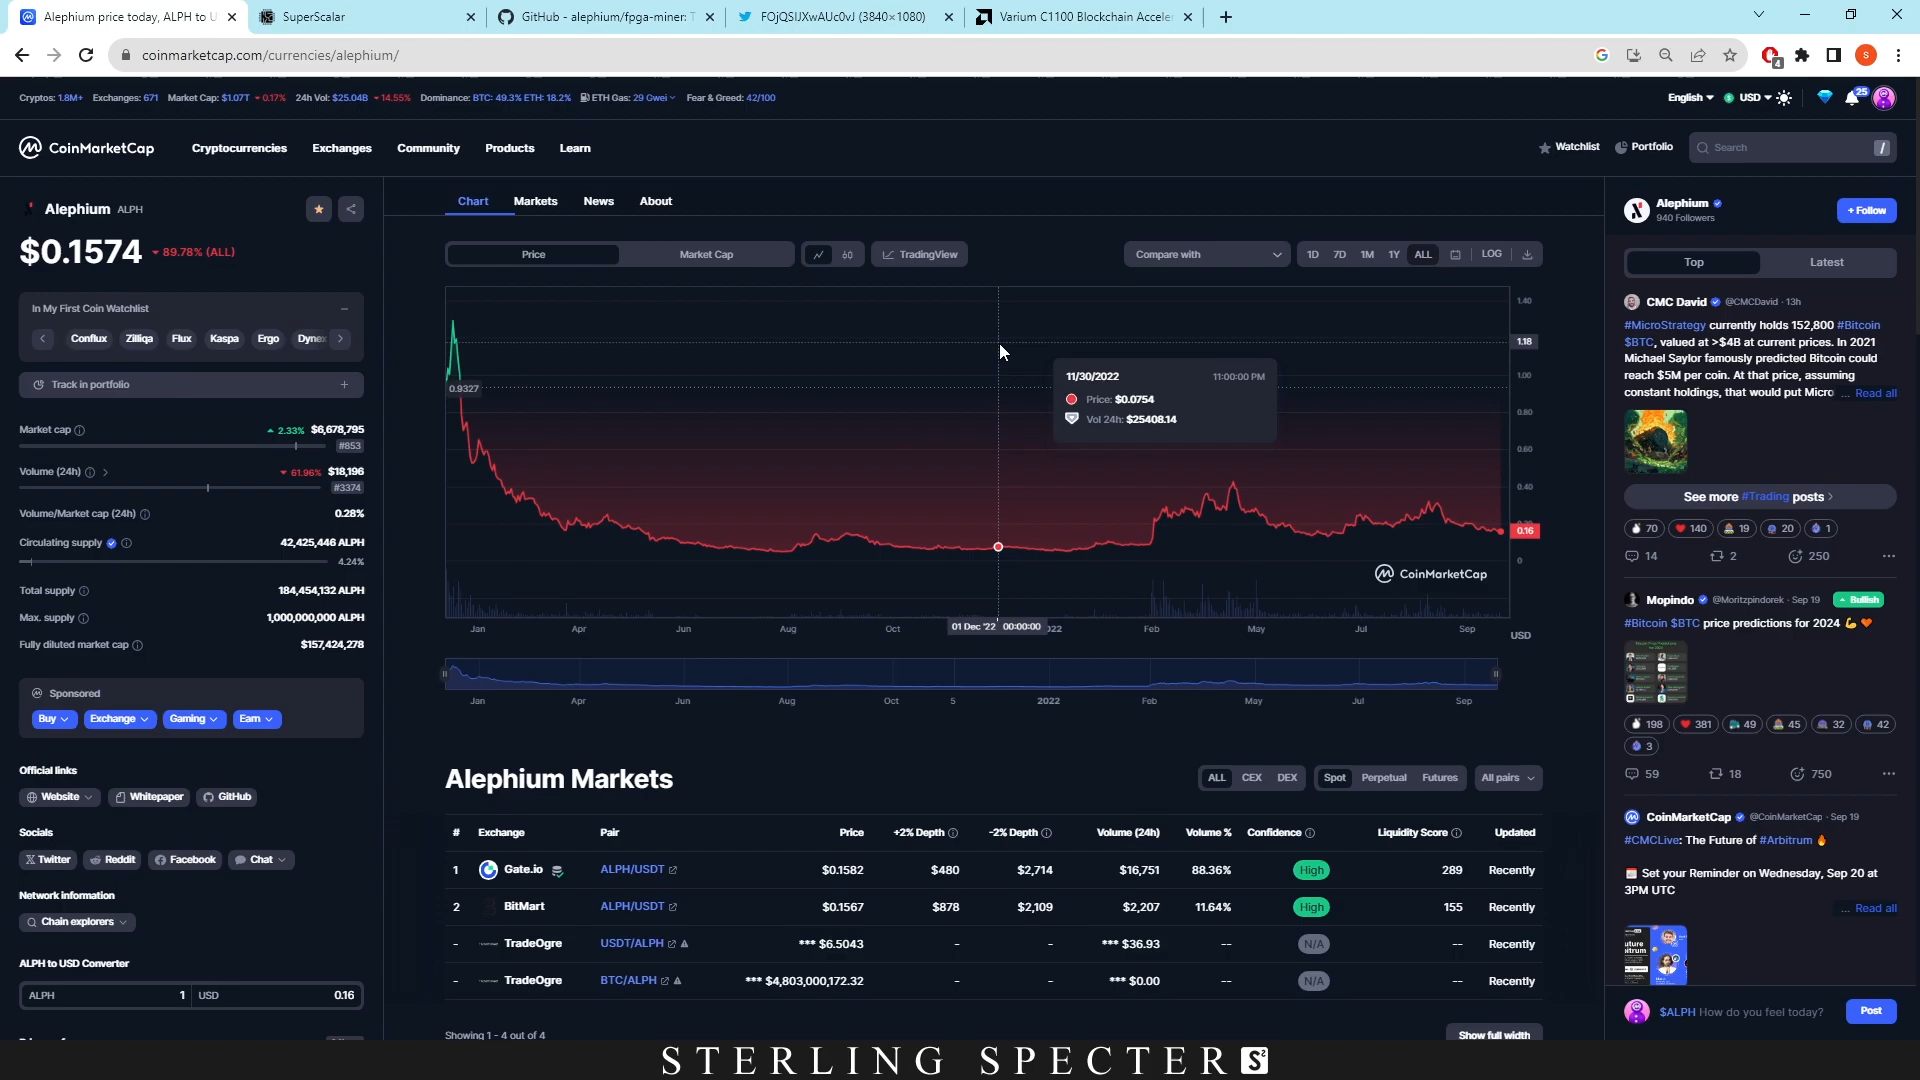 Alephium price today, ALPH to U
SuperScalar
GitHub - alephium/fpga-miner: T
FOjQSIJXwAUc0vJ (3840×1080)
Varium C1100 Blockchain Acceler
coinmarketcap.com/currencies/alephium/
S
4
Cryptos: 1.8M+ Exchanges: 671 Market Cap: $1.07T 0.17% 24h Vol: $25.04B 14.55% Dominance: BTC: 49.3% ETH: 18.2% ETH Gas: 29 Gwei Fear & Greed: 42/100
English USD 25
CoinMarketCap Cryptocurrencies Exchanges Community Products Learn
Watchlist Portfolio Search /
Alephium ALPH
$0.1574 89.78% (ALL)
In My First Coin Watchlist
Conflux Zilliqa Flux Kaspa Ergo Dynex
Track in portfolio +
Market cap 2.33% $6,678,795
#853
Volume (24h) 61.96% $18,196
#3374
Volume/Market cap (24h) 0.28%
Circulating supply 42,425,446 ALPH
4.24%
Total supply 184,454,132 ALPH
Max. supply 1,000,000,000 ALPH
Fully diluted market cap $157,424,278
Sponsored
Buy Exchange Gaming Earn
Official links
Website Whitepaper GitHub
Socials
Twitter Reddit Facebook Chat
Network information
Chain explorers
ALPH to USD Converter
ALPH 1 USD 0.16
Chart Markets News About
Price Market Cap TradingView
Compare with 1D 7D 1M 1Y ALL LOG
1.40
1.18
1.00
0.9327
0.80
0.60
0.40
0.16
0
11/30/2022 11:00:00 PM
Price: $0.0754
Vol 24h: $25408.14
CoinMarketCap
Jan Apr Jun Aug Oct 01 Dec '22 00:00:00 022 Feb May Jul Sep
USD
Jan Apr Jun Aug Oct 5 2022 Feb May Jul Sep
Alephium Markets
ALL CEX DEX Spot Perpetual Futures All pairs
# Exchange Pair Price +2% Depth -2% Depth Volume (24h) Volume % Confidence Liquidity Score Updated
1 Gate.io ALPH/USDT $0.1582 $480 $2,714 $16,751 88.36% High 289 Recently
2 BitMart ALPH/USDT $0.1567 $878 $2,109 $2,207 11.64% High 155 Recently
- TradeOgre USDT/ALPH *** $6.5043 - - *** $36.93 -- N/A -- Recently
- TradeOgre BTC/ALPH *** $4,803,000,172.32 - - *** $0.00 -- N/A -- Recently
Showing 1 - 4 out of 4
Show full width
Alephium
940 Followers
+ Follow
Top Latest
CMC David @CMCDavid · 13h
#MicroStrategy currently holds 152,800 #Bitcoin
$BTC, valued at >$4B at current prices. In 2021
Michael Saylor famously predicted Bitcoin could
reach $5M per coin. At that price, assuming
constant holdings, that would put Micro ... Read all
See more #Trading posts
70 140 19 20 1
14 2 250
Mopindo @Moritzpindorek · Sep 19 Bullish
#Bitcoin $BTC price predictions for 2024
198 381 49 45 32 42
3
59 18 750
CoinMarketCap @CoinMarketCap · Sep 19
#CMCLive: The Future of #Arbitrum
Set your Reminder on Wednesday, Sep 20 at
3PM UTC
... Read all
$ALPH How do you feel today? Post
STERLING SPECTER